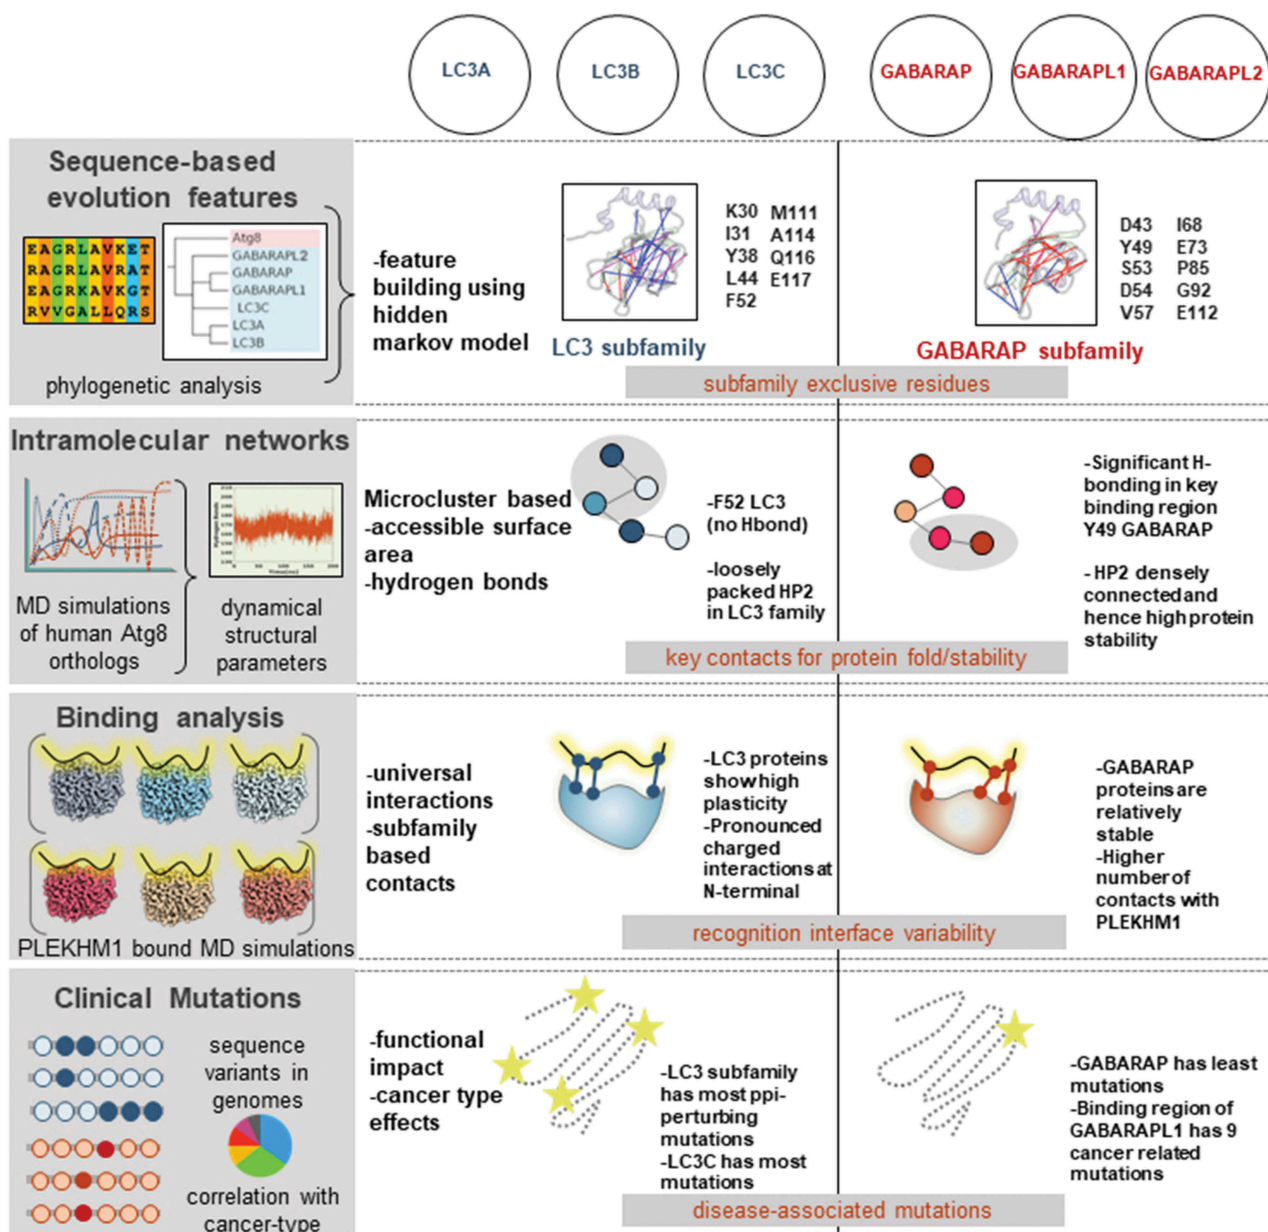 LC3A
LC3B
LC3C
GABARAP
GABARAPL1
GABARAPL2
Sequence-based
evolution features
EAGRLAVKET
RAGRLAVRAT
EAGRKAVKGT
RVVGALLQRS
Atg8
GABARAPL2
GABARAP
GABARAPL1
LC3C
LC3A
LC3B
phylogenetic analysis
-feature
building using
hidden
markov model
LC3 subfamily
K30 M111
I31 A114
Y38 Q116
L44 E117
F52
GABARAP subfamily
D43 I68
Y49 E73
S53 P85
D54 G92
V57 E112
subfamily exclusive residues
Intramolecular networks
MD simulations
of human Atg8
orthologs
Hydrogen Bonds
Time(ns)
0 50 100 150 200
dynamical
structural
parameters
Microcluster based
-accessible surface
area
-hydrogen bonds
-F52 LC3
(no Hbond)
-loosely
packed HP2
in LC3 family
-Significant H-
bonding in key
binding region
Y49 GABARAP
- HP2 densely
connected and
hence high protein
stability
key contacts for protein fold/stability
Binding analysis
PLEKHM1 bound MD simulations
-universal
interactions
-subfamily
based
contacts
-LC3 proteins
show high
plasticity
-Pronounced
charged
interactions at
N-terminal
-GABARAP
proteins are
relatively
stable
-Higher
number of
contacts with
PLEKHM1
recognition interface variability
Clinical Mutations
sequence
variants in
genomes
correlation with
cancer-type
-functional
impact
-cancer type
effects
-LC3 subfamily
has most ppi-
perturbing
mutations
-LC3C has most
mutations
-GABARAP has least
mutations
-Binding region of
GABARAPL1 has 9
cancer related
mutations
disease-associated mutations